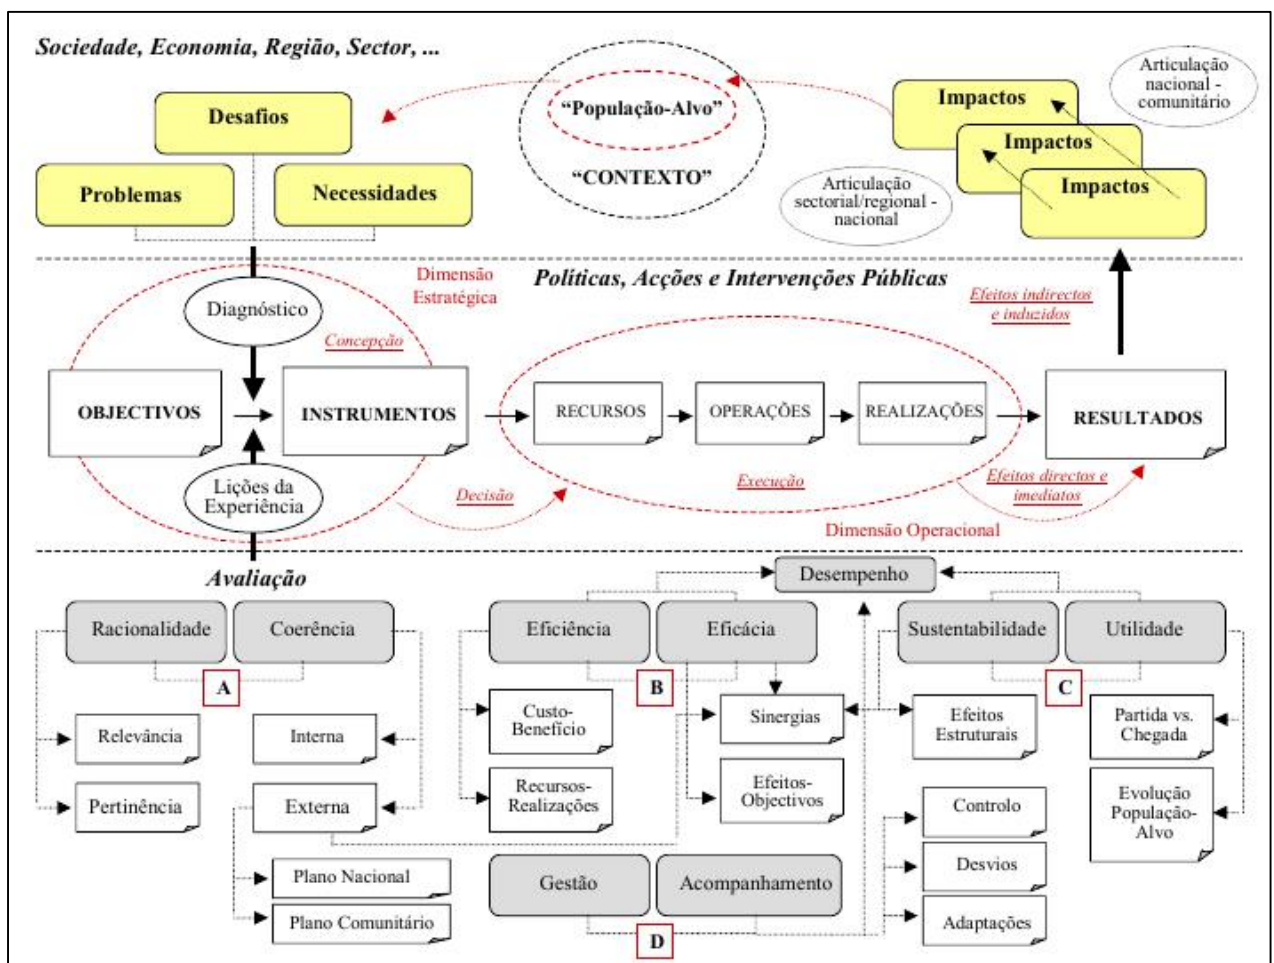 Sociedade, Economia, Região, Sector, ...
Desafios
Problemas
Necessidades
“População-Alvo”
“CONTEXTO”
Impactos
Impactos
Impactos
Articulação
nacional -
comunitário
Articulação
sectorial/regional -
nacional
Políticas, Acções e Intervenções Públicas
Dimensão
Estratégica
Diagnóstico
Concepção
Efeitos indirectos
e induzidos
OBJECTIVOS
INSTRUMENTOS
RECURSOS
OPERAÇÕES
REALIZAÇÕES
RESULTADOS
Lições da
Experiência
Decisão
Execução
Efeitos directos e
imediatos
Dimensão Operacional
Avaliação
Desempenho
Racionalidade
Coerência
Eficiência
Eficácia
Sustentabilidade
Utilidade
A
B
C
Relevância
Interna
Custo-
Benefício
Sinergias
Efeitos
Estruturais
Partida vs.
Chegada
Pertinência
Externa
Recursos-
Realizações
Efeitos-
Objectivos
Controlo
Evolução
População-
Alvo
Plano Nacional
Plano Comunitário
Gestão
Acompanhamento
Desvios
Adaptações
D